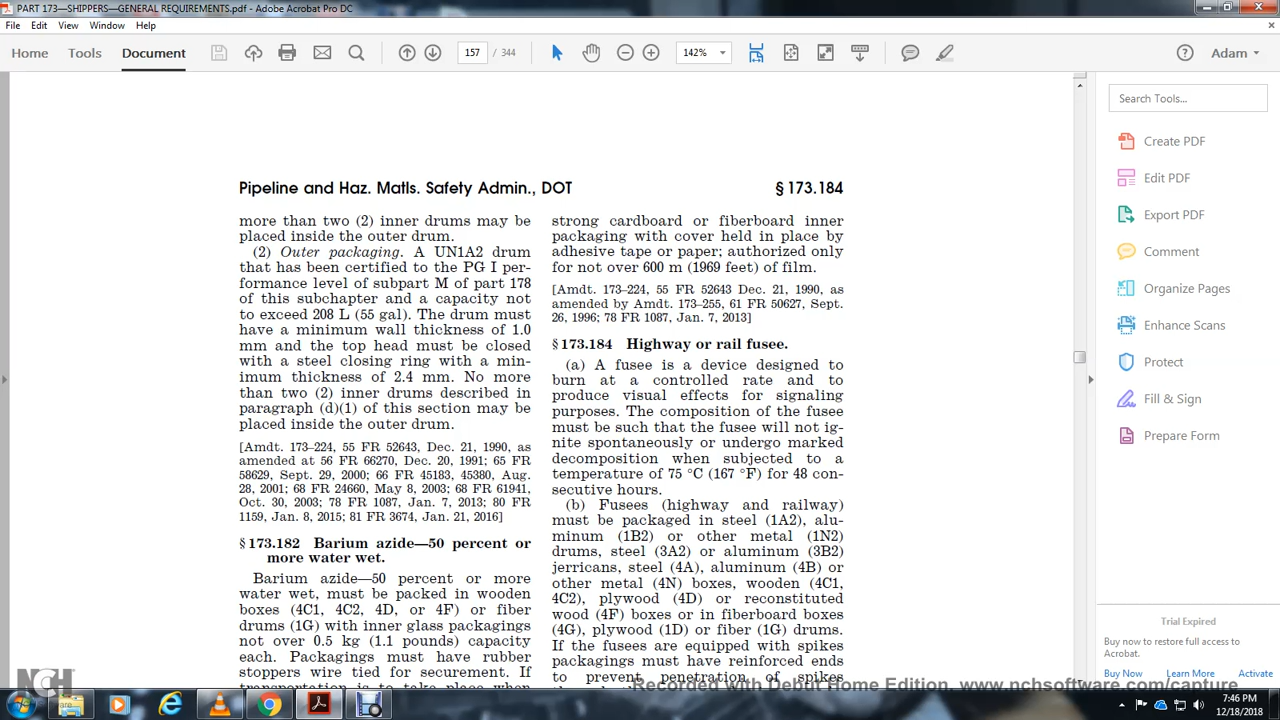 PART 173—SHIPPERS—GENERAL REQUIREMENTS.pdf - Adobe Acrobat Pro DC
File Edit View Window Help
Home Tools Document 157 / 344 142% Adam
Search Tools...
Create PDF
Edit PDF
Export PDF
Comment
Organize Pages
Enhance Scans
Protect
Fill & Sign
Prepare Form
Pipeline and Haz. Matls. Safety Admin., DOT § 173.184
more than two (2) inner drums may be
placed inside the outer drum.
(2) Outer packaging. A UN1A2 drum
that has been certified to the PG I per-
formance level of subpart M of part 178
of this subchapter and a capacity not
to exceed 208 L (55 gal). The drum must
have a minimum wall thickness of 1.0
mm and the top head must be closed
with a steel closing ring with a min-
imum thickness of 2.4 mm. No more
than two (2) inner drums described in
paragraph (d)(1) of this section may be
placed inside the outer drum.
[Amdt. 173–224, 55 FR 52643, Dec. 21, 1990, as
amended at 56 FR 66270, Dec. 20, 1991; 65 FR
58629, Sept. 29, 2000; 66 FR 45183, 45380, Aug.
28, 2001; 68 FR 24660, May 8, 2003; 68 FR 61941,
Oct. 30, 2003; 78 FR 1087, Jan. 7, 2013; 80 FR
1159, Jan. 8, 2015; 81 FR 3674, Jan. 21, 2016]
§ 173.182 Barium azide—50 percent or
more water wet.
Barium azide—50 percent or more
water wet, must be packed in wooden
boxes (4C1, 4C2, 4D, or 4F) or fiber
drums (1G) with inner glass packagings
not over 0.5 kg (1.1 pounds) capacity
each. Packagings must have rubber
stoppers wire tied for securement. If
transportation is to take place when
strong cardboard or fiberboard inner
packaging with cover held in place by
adhesive tape or paper; authorized only
for not over 600 m (1969 feet) of film.
[Amdt. 173–224, 55 FR 52643 Dec. 21, 1990, as
amended by Amdt. 173–255, 61 FR 50627, Sept.
26, 1996; 78 FR 1087, Jan. 7, 2013]
§ 173.184 Highway or rail fusee.
(a) A fusee is a device designed to
burn at a controlled rate and to
produce visual effects for signaling
purposes. The composition of the fusee
must be such that the fusee will not ig-
nite spontaneously or undergo marked
decomposition when subjected to a
temperature of 75 °C (167 °F) for 48 con-
secutive hours.
(b) Fusees (highway and railway)
must be packaged in steel (1A2), alu-
minum (1B2) or other metal (1N2)
drums, steel (3A2) or aluminum (3B2)
jerricans, steel (4A), aluminum (4B) or
other metal (4N) boxes, wooden (4C1,
4C2), plywood (4D) or reconstituted
wood (4F) boxes or in fiberboard boxes
(4G), plywood (1D) or fiber (1G) drums.
If the fusees are equipped with spikes
packagings must have reinforced ends
to prevent penetration of spikes
Trial Expired
Buy now to restore full access to
Acrobat.
Buy Now Learn More Activate
NCH
Recorded with Debut Home Edition. www.nchsoftware.com/capture
7:46 PM
12/18/2018